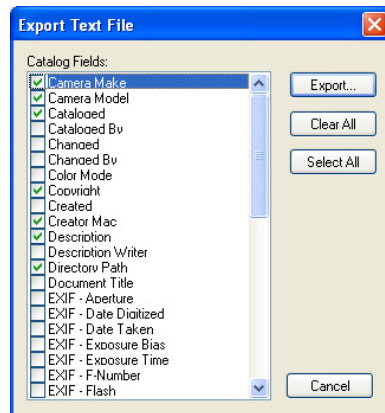 Export Text File
Catalog Fields:
Camera Make
Camera Model
Cataloged
Cataloged By
Changed
Changed By
Color Mode
Copyright
Created
Creator Mac
Description
Description Writer
Directory Path
Document Title
EXIF - Aperture
EXIF - Date Digitized
EXIF - Date Taken
EXIF - Exposure Bias
EXIF - Exposure Time
EXIF - F-Number
EXIF - Flash
Export...
Clear All
Select All
Cancel